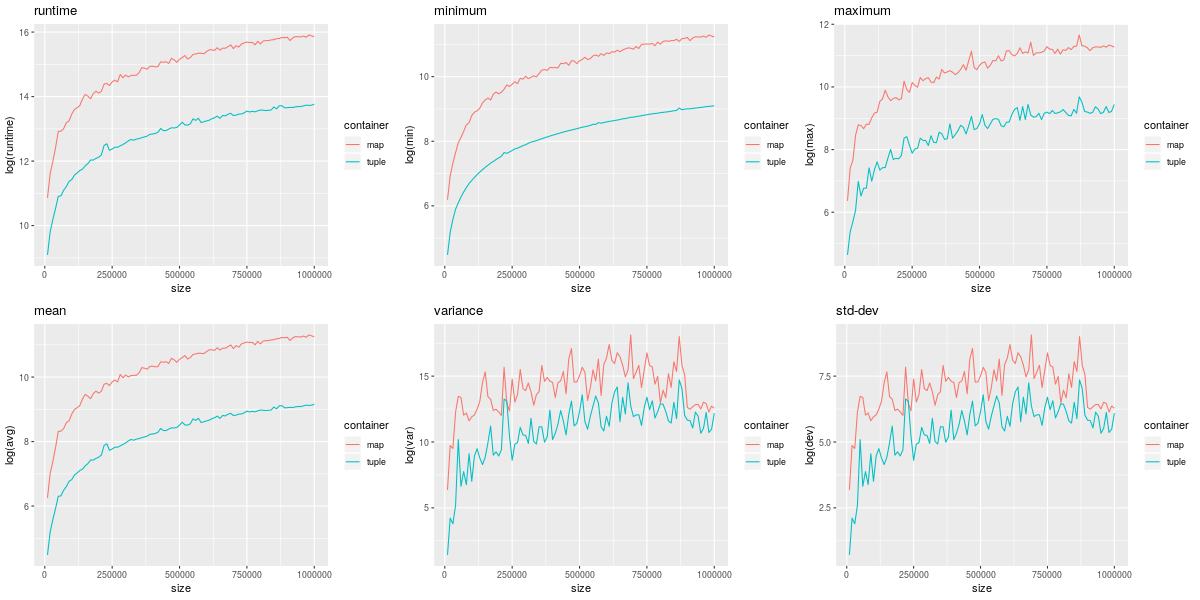 runtime
log(runtime)
16
14
12
10
0
250000
500000
750000
1000000
size
container
map
tuple
minimum
log(min)
10
8
6
0
250000
500000
750000
1000000
size
container
map
tuple
maximum
log(max)
12
10
8
6
0
250000
500000
750000
1000000
size
container
map
tuple
mean
log(avg)
10
8
6
0
250000
500000
750000
1000000
size
container
map
tuple
variance
log(var)
15
10
5
0
250000
500000
750000
1000000
size
container
map
tuple
std-dev
log(dev)
7.5
5.0
2.5
0
250000
500000
750000
1000000
size
container
map
tuple